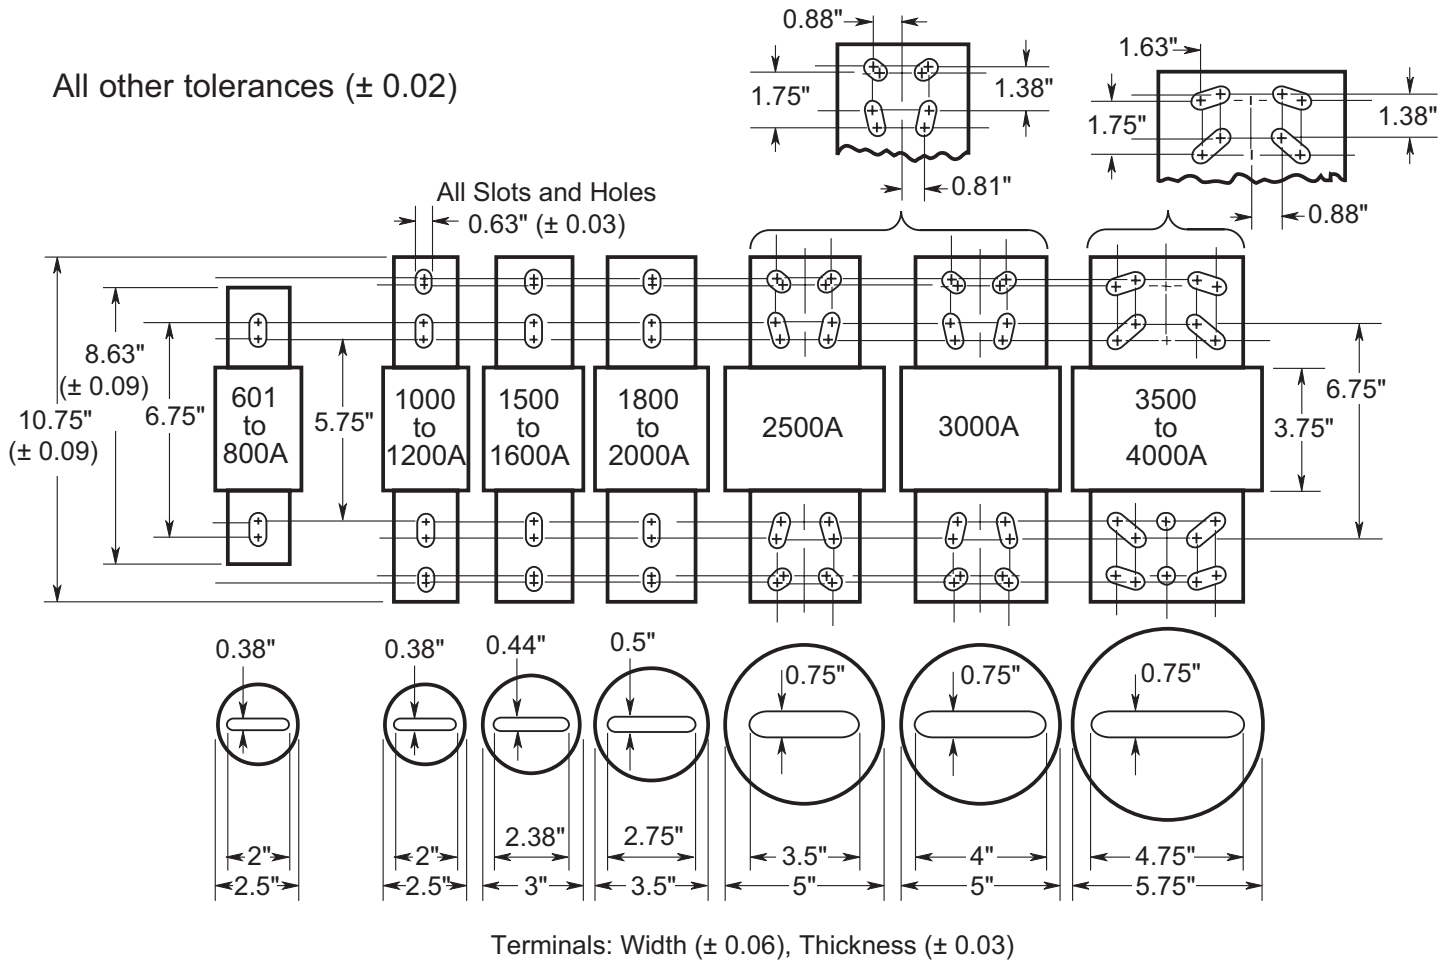 0.88"
1.63"
All other tolerances (± 0.02)
1.75"
1.38"
1.75"
1.38"
0.81"
0.88"
All Slots and Holes
0.63" (± 0.03)
8.63"
(± 0.09)
10.75"
(± 0.09)
6.75"
5.75"
601
to
800A
1000
to
1200A
1500
to
1600A
1800
to
2000A
2500A
3000A
3500
to
4000A
3.75"
6.75"
0.38"
0.38"
0.44"
0.5"
0.75"
0.75"
0.75"
2"
2"
2.38"
2.75"
3.5"
4"
4.75"
2.5"
2.5"
3"
3.5"
5"
5"
5.75"
Terminals: Width (± 0.06), Thickness (± 0.03)